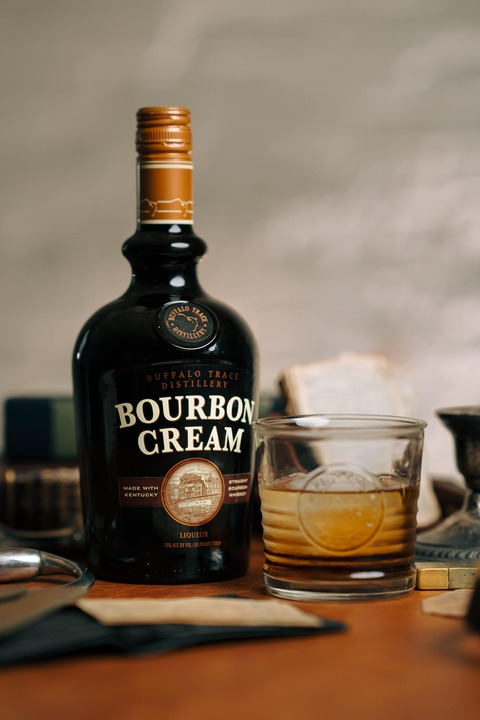 BUFFALO TRACE
DISTILLERY
BUFFALO TRACE
DISTILLERY
BOURBON
CREAM
MADE WITH
KENTUCKY
STRAIGHT
BOURBON
WHISKEY
LIQUEUR